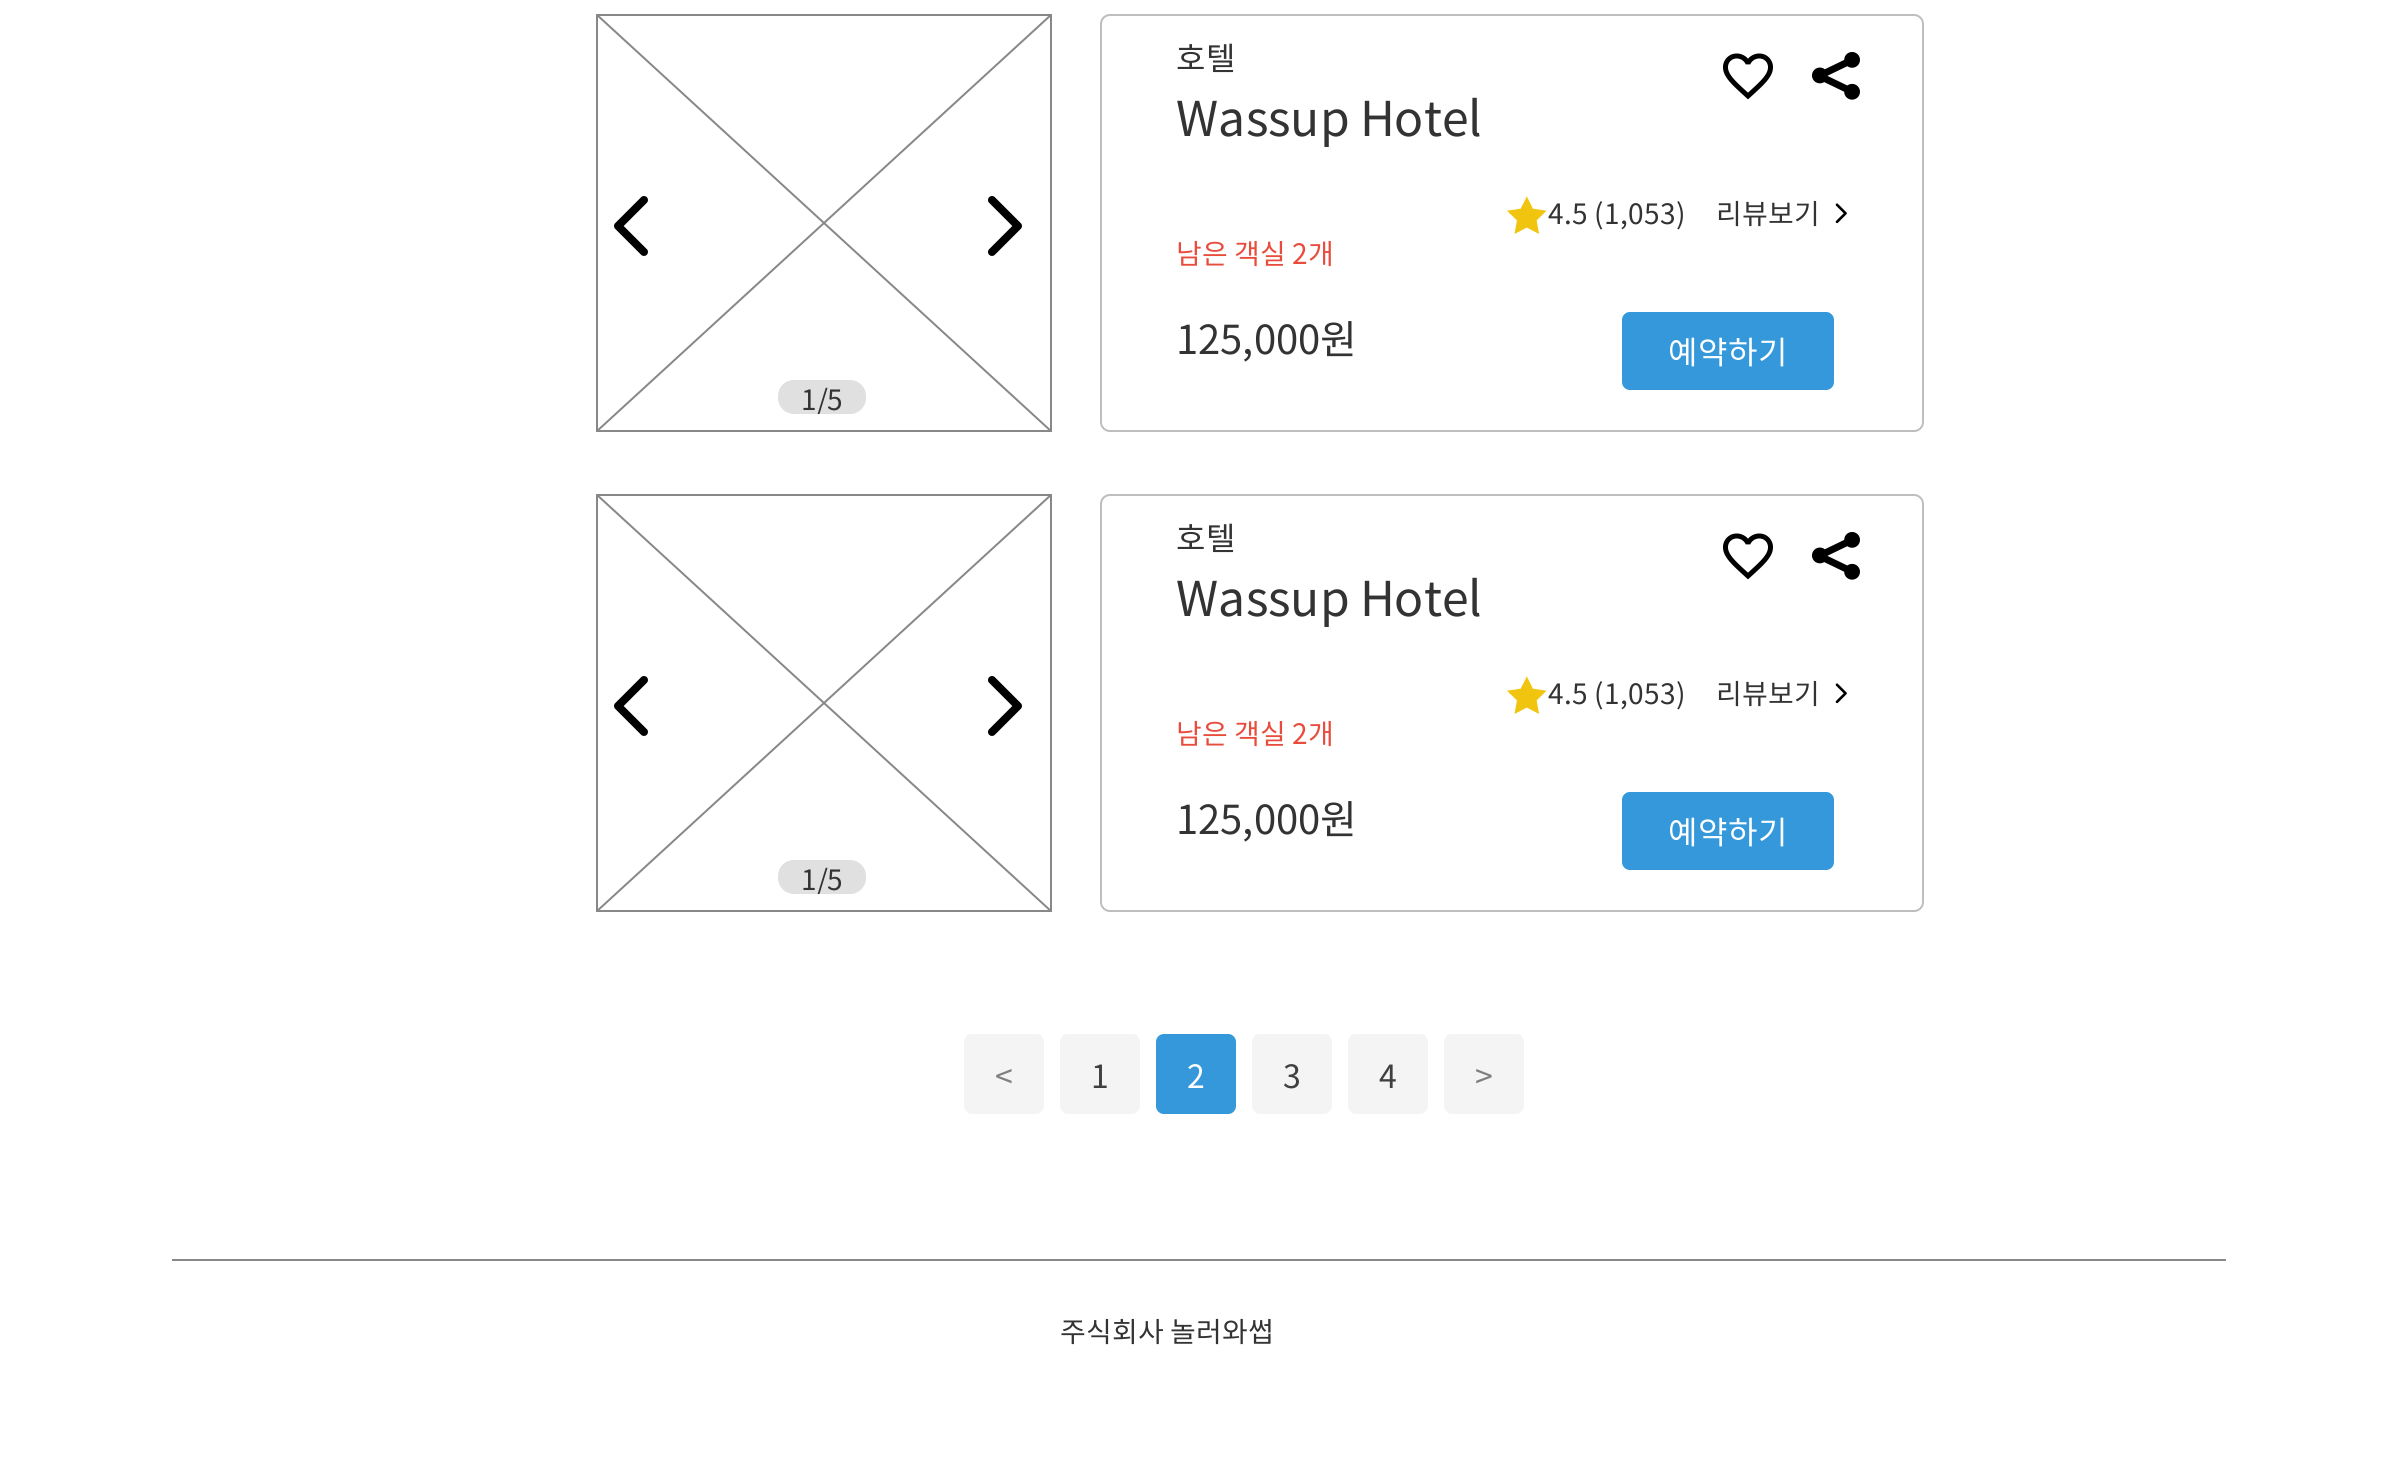 호텔
Wassup Hotel
4.5 (1,053) 리뷰보기 >
남은 객실 2개
125,000원
예약하기
1/5
호텔
Wassup Hotel
4.5 (1,053) 리뷰보기 >
남은 객실 2개
125,000원
예약하기
1/5
< 1 2 3 4 >
주식회사 놀러와썹